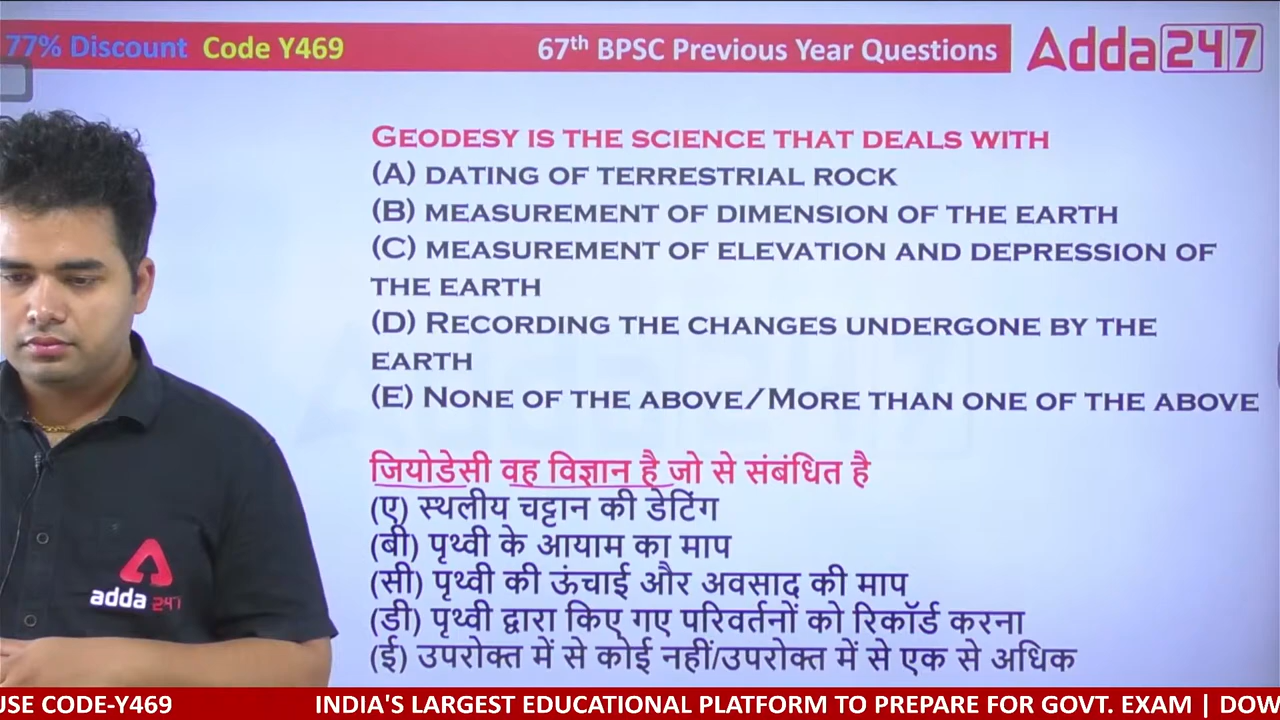 77% Discount Code Y469
67th BPSC Previous Year Questions
Adda247
GEODESY IS THE SCIENCE THAT DEALS WITH
(A) DATING OF TERRESTRIAL ROCK
(B) MEASUREMENT OF DIMENSION OF THE EARTH
(C) MEASUREMENT OF ELEVATION AND DEPRESSION OF
THE EARTH
(D) RECORDING THE CHANGES UNDERGONE BY THE
EARTH
(E) NONE OF THE ABOVE/MORE THAN ONE OF THE ABOVE
जियोडेसी वह विज्ञान है जो से संबंधित है
(ए) स्थलीय चट्टान की डेटिंग
(बी) पृथ्वी के आयाम का माप
(सी) पृथ्वी की ऊंचाई और अवसाद की माप
(डी) पृथ्वी द्वारा किए गए परिवर्तनों को रिकॉर्ड करना
(ई) उपरोक्त में से कोई नहीं/उपरोक्त में से एक से अधिक
adda 247
USE CODE-Y469 INDIA'S LARGEST EDUCATIONAL PLATFORM TO PREPARE FOR GOVT. EXAM | DOW